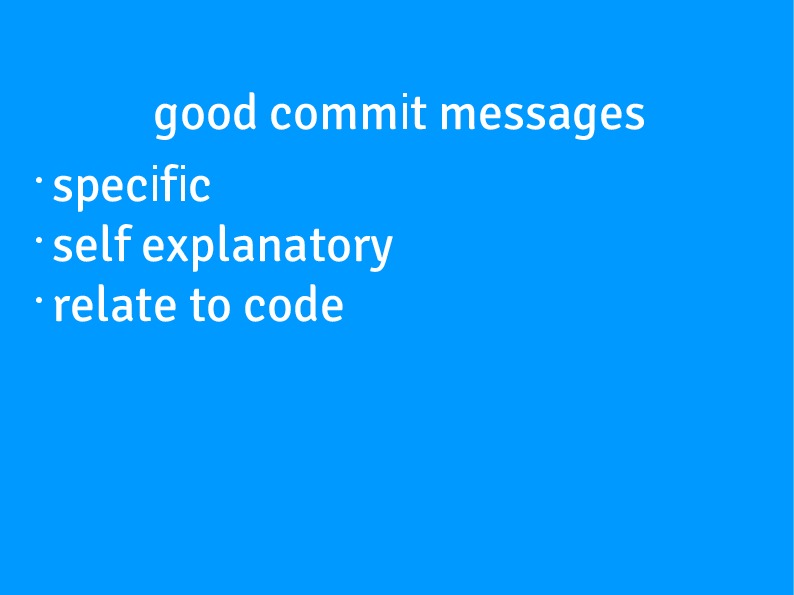 good commit messages
· specific
· self explanatory
· relate to code